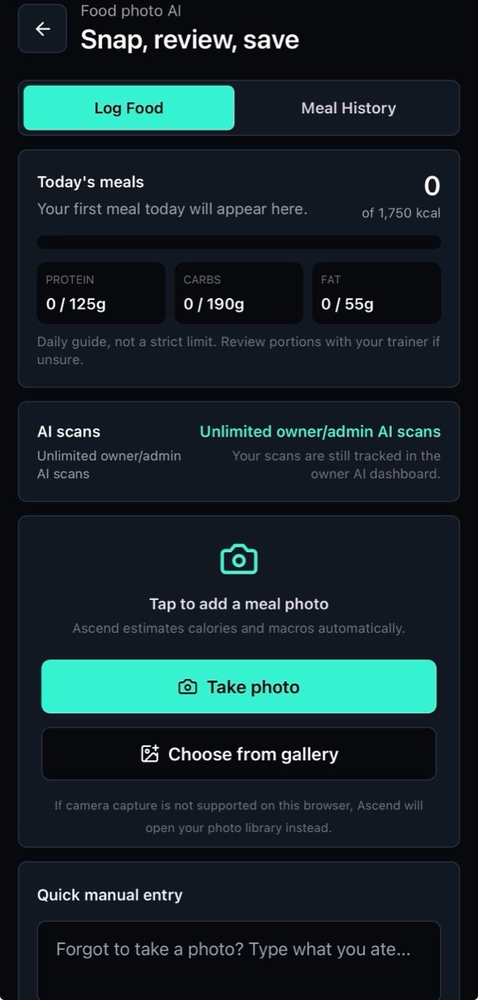 Food photo AI
Snap, review, save
Log Food
Meal History
Today's meals
0
Your first meal today will appear here.
of 1,750 kcal
PROTEIN
0 / 125g
CARBS
0 / 190g
FAT
0 / 55g
Daily guide, not a strict limit. Review portions with your trainer if
unsure.
AI scans
Unlimited owner/admin
AI scans
Unlimited owner/admin AI scans
Your scans are still tracked in the
owner AI dashboard.
Tap to add a meal photo
Ascend estimates calories and macros automatically.
Take photo
Choose from gallery
If camera capture is not supported on this browser, Ascend will
open your photo library instead.
Quick manual entry
Forgot to take a photo? Type what you ate...